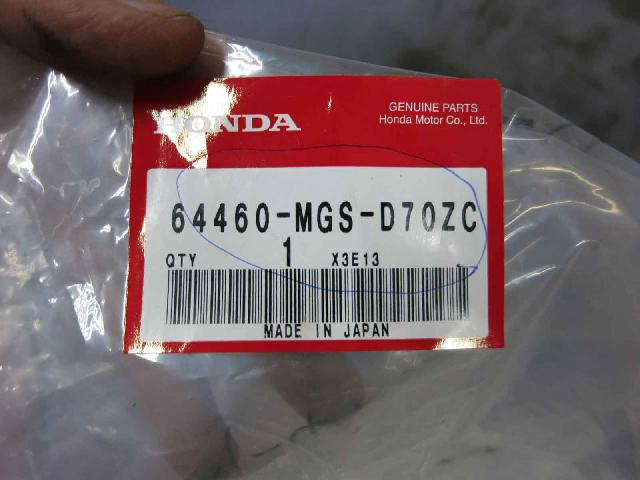 HONDA
GENUINE PARTS
Honda Motor Co., Ltd.
64460-MGS-D70ZC
QTY 1 X3E13
MADE IN JAPAN